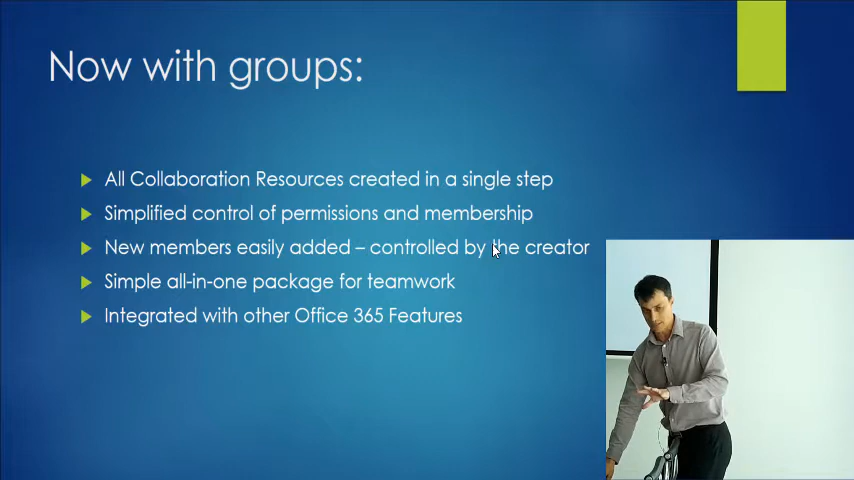 Now with groups:
All Collaboration Resources created in a single step
Simplified control of permissions and membership
New members easily added – controlled by the creator
Simple all-in-one package for teamwork
Integrated with other Office 365 Features